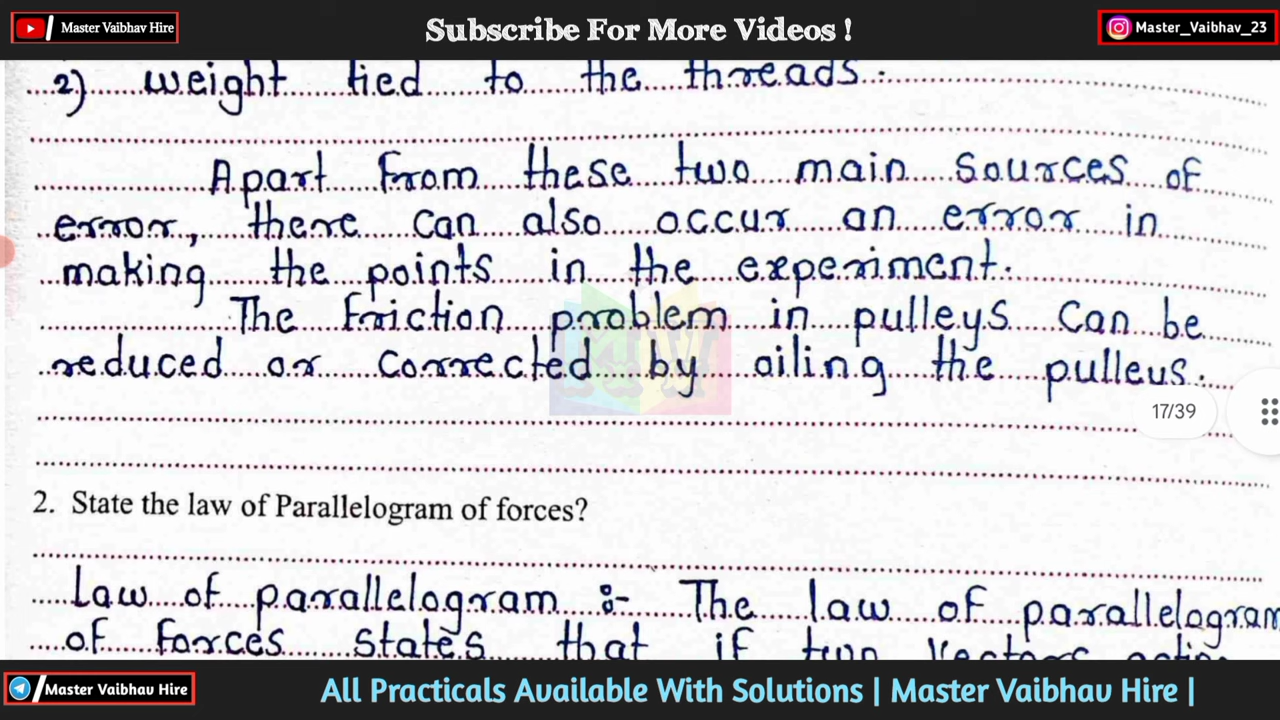 Master Vaibhav Hire
Subscribe For More Videos !
Master_Vaibhav_23
2) weight tied to the threads.
Apart from these two main sources of
error, there can also occur an error in
making the points in the experiment.
The friction problem in pulleys can be
reduced or corrected by oiling the pulleus.
17/39
2. State the law of Parallelogram of forces?
Law of parallelogram :- The law of parallelogram
of forces states that if two vectors
Master Vaibhav Hire
All Practicals Available With Solutions | Master Vaibhav Hire |